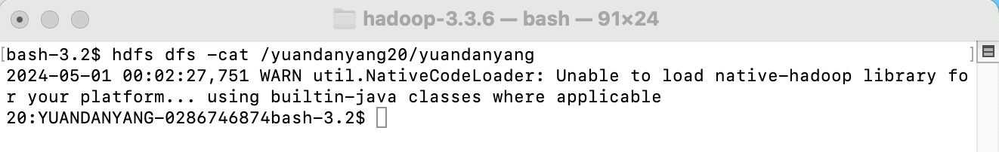 hadoop-3.3.6 — bash — 91×24
[bash-3.2$ hdfs dfs -cat /yuandanyang20/yuandanyang ]
2024-05-01 00:02:27,751 WARN util.NativeCodeLoader: Unable to load native-hadoop library fo
r your platform... using builtin-java classes where applicable
20:YUANDANYANG-0286746874bash-3.2$